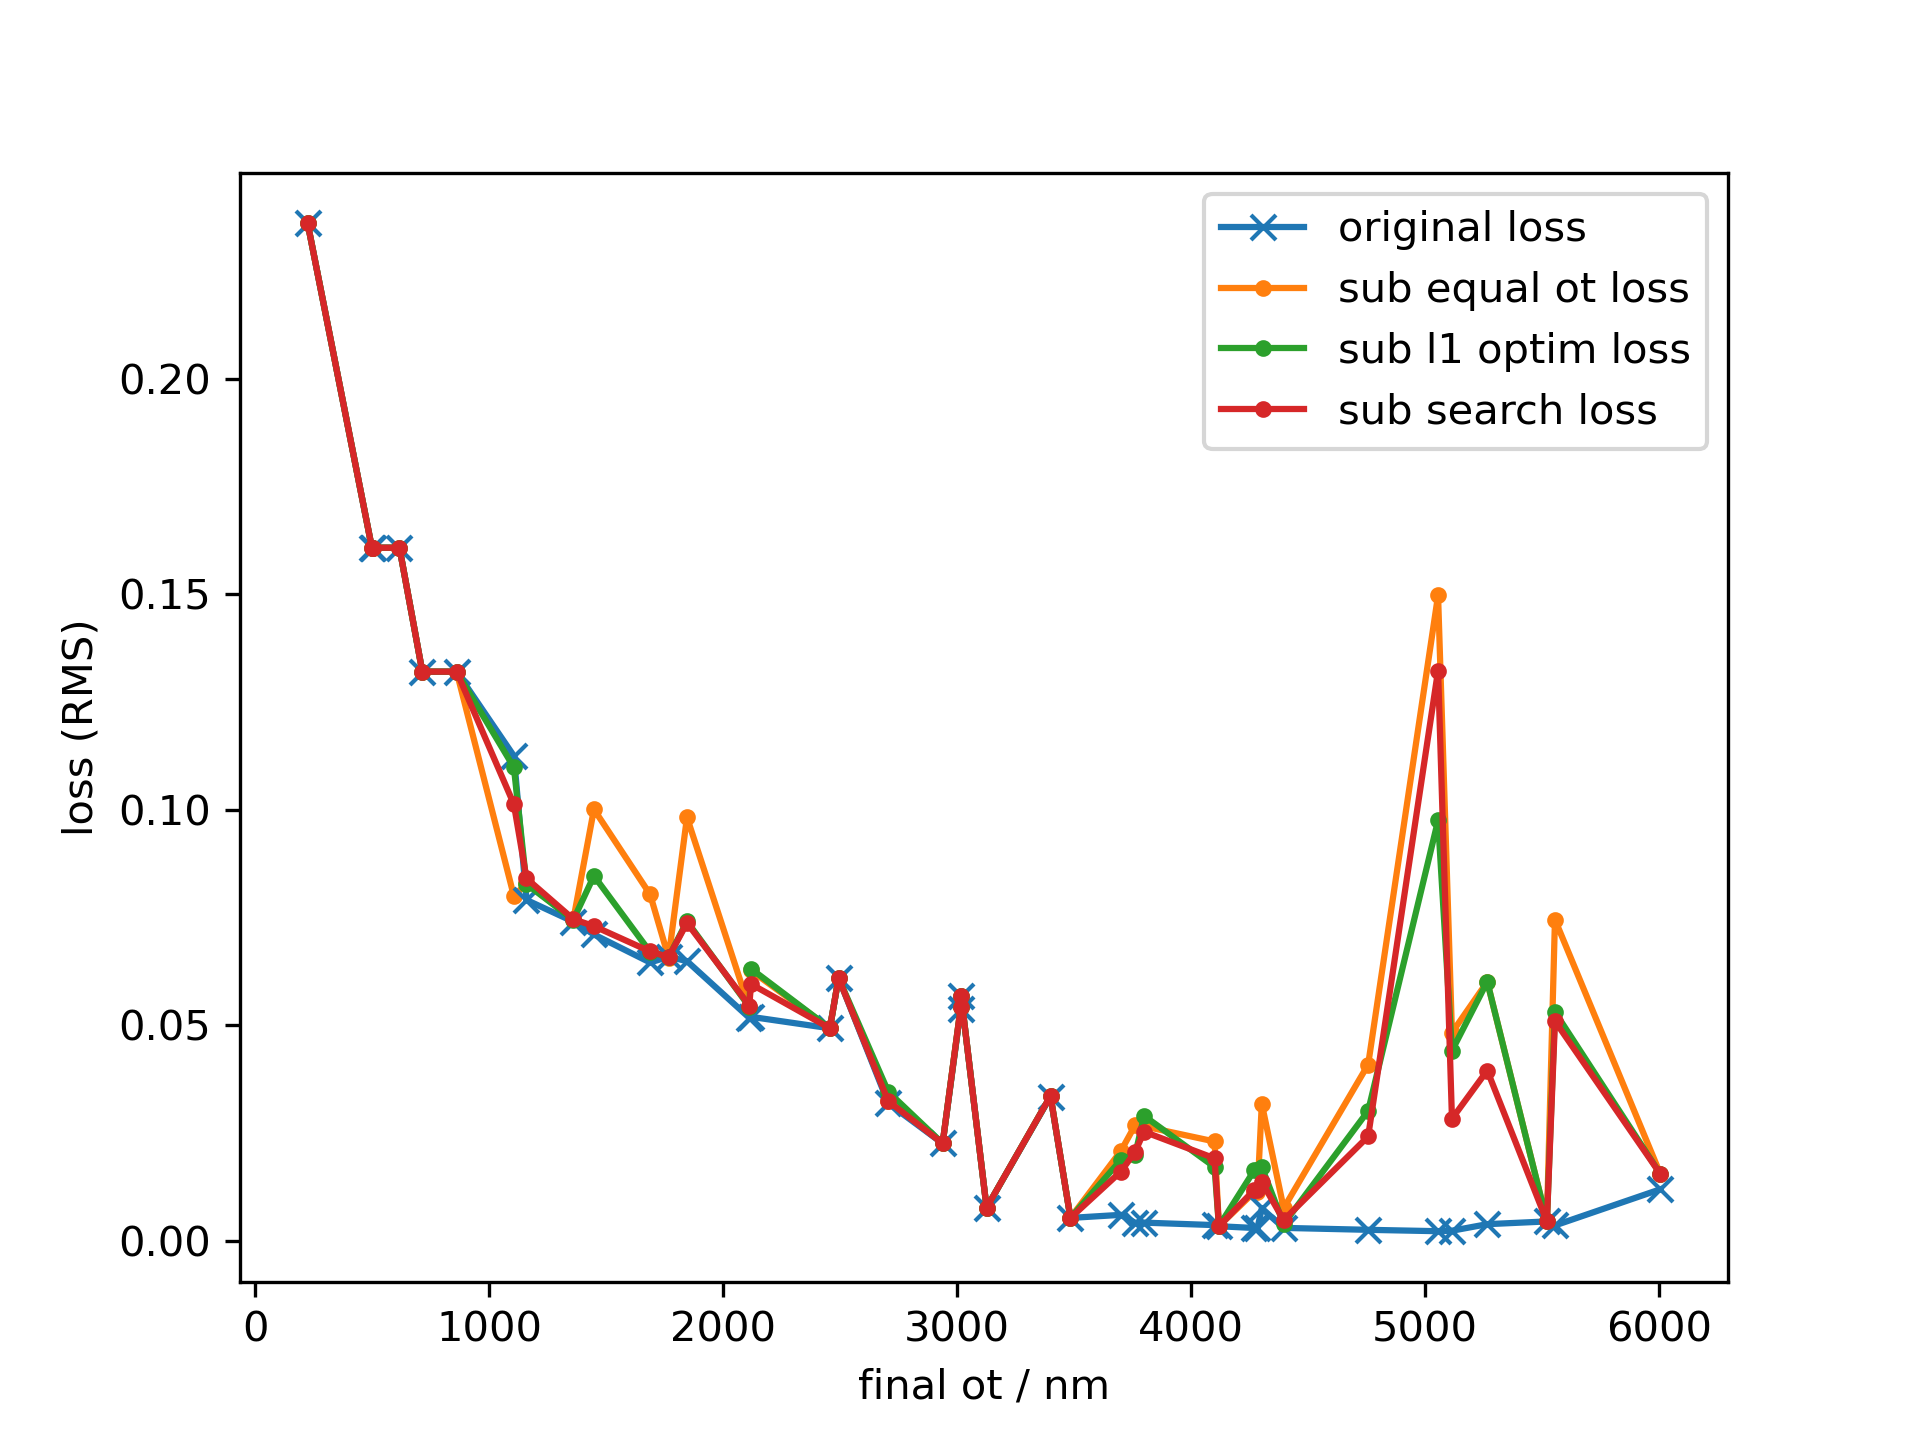 original loss
sub equal ot loss
sub l1 optim loss
sub search loss
0.20
0.15
0.10
0.05
0.00
loss (RMS)
0 1000 2000 3000 4000 5000 6000
final ot / nm